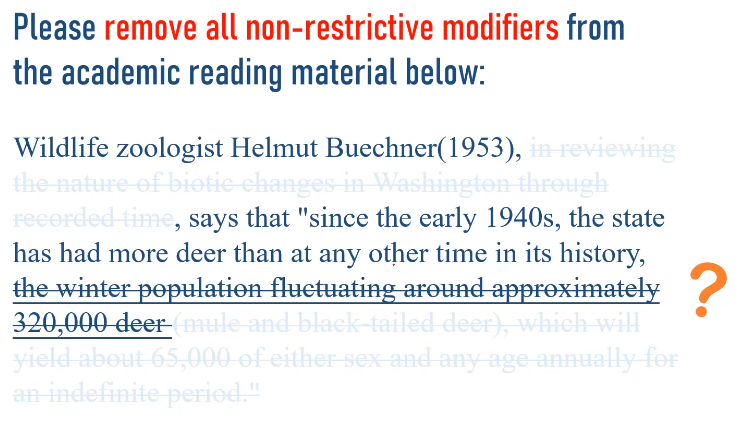 Please remove all non-restrictive modifiers from
the academic reading material below:
Wildlife zoologist Helmut Buechner(1953), in reviewing
the nature of biotic changes in Washington through
recorded time, says that "since the early 1940s, the state
has had more deer than at any other time in its history,
the winter population fluctuating around approximately
320,000 deer (mule and black-tailed deer), which will
yield about 65,000 of either sex and any age annually for
an indefinite period."
?